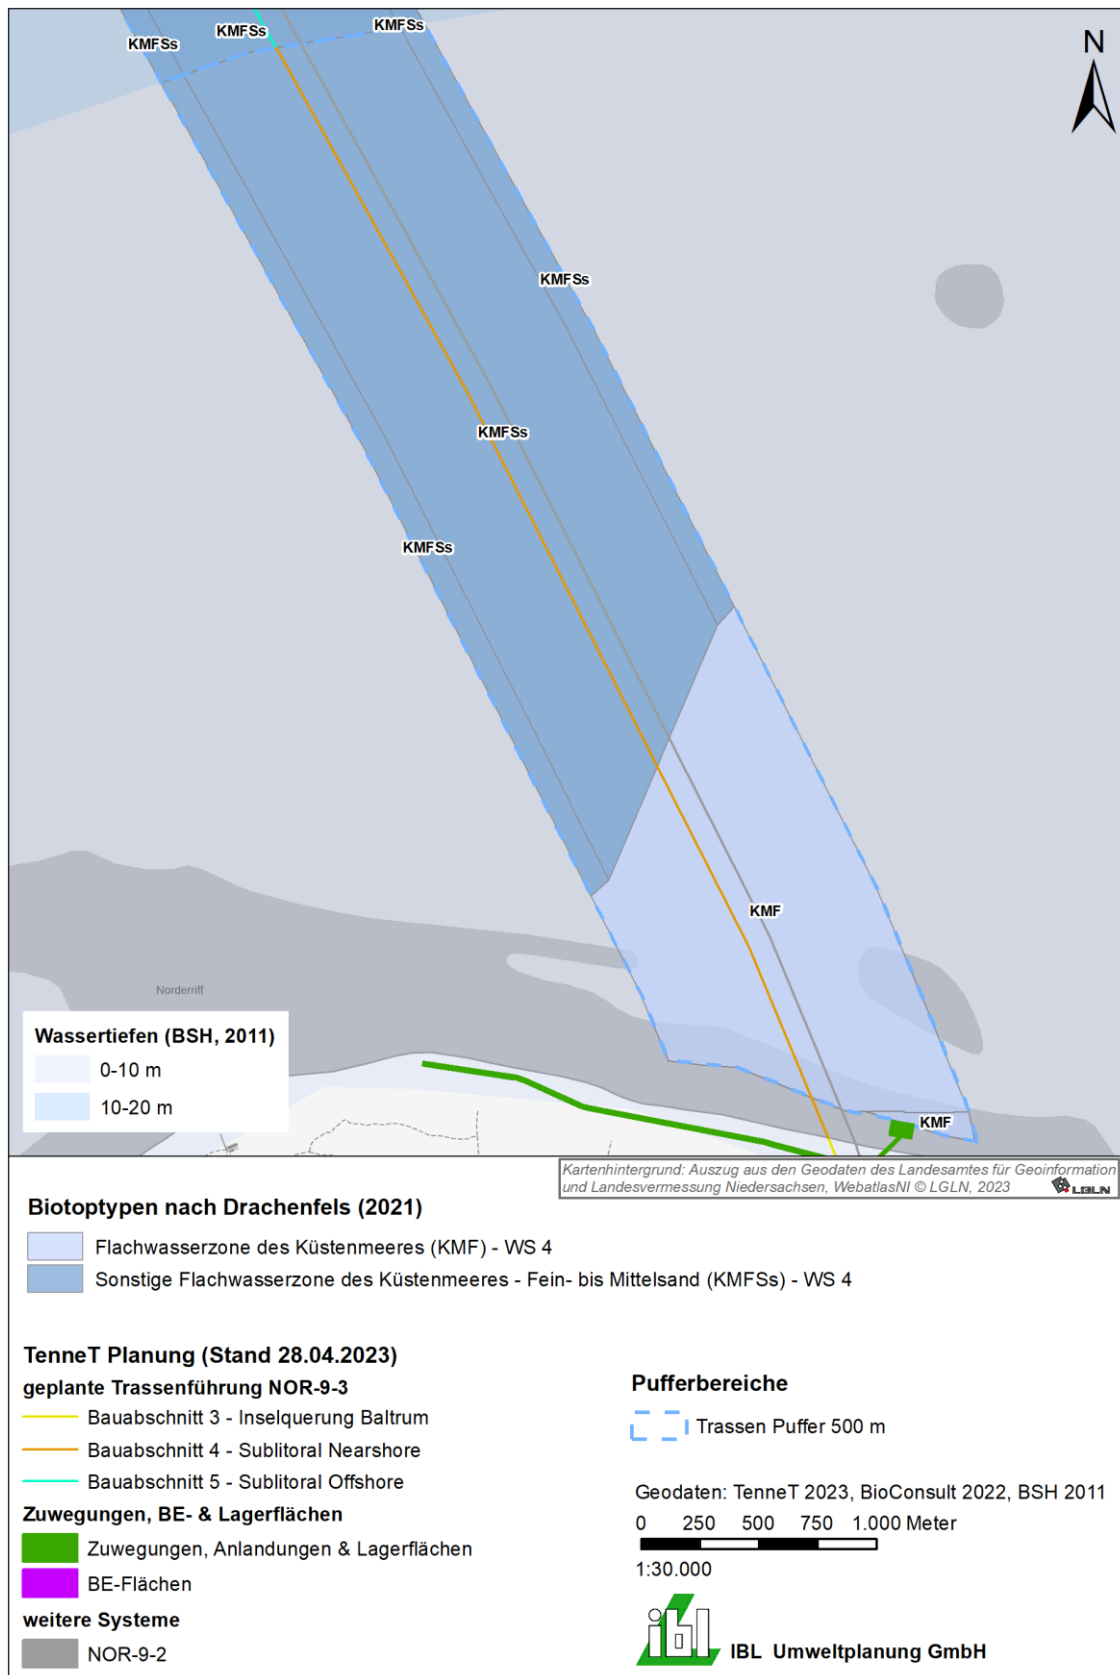 KMFSs
KMFSs
KMFSs
N
KMFSs
KMFSs
KMFSs
KMF
Norderriff
KMF
Wassertiefen (BSH, 2011)
0-10 m
10-20 m
Kartenhintergrund: Auszug aus den Geodaten des Landesamtes für Geoinformation
und Landesvermessung Niedersachsen, WebatlasNI © LGLN, 2023
LGLN
Biotoptypen nach Drachenfels (2021)
Flachwasserzone des Küstenmeeres (KMF) - WS 4
Sonstige Flachwasserzone des Küstenmeeres - Fein- bis Mittelsand (KMFSs) - WS 4
TenneT Planung (Stand 28.04.2023)
geplante Trassenführung NOR-9-3
Bauabschnitt 3 - Inselquerung Baltrum
Bauabschnitt 4 - Sublitoral Nearshore
Bauabschnitt 5 - Sublitoral Offshore
Zuwegungen, BE- & Lagerflächen
Zuwegungen, Anlandungen & Lagerflächen
BE-Flächen
weitere Systeme
NOR-9-2
Pufferbereiche
Trassen Puffer 500 m
Geodaten: TenneT 2023, BioConsult 2022, BSH 2011
0 250 500 750 1.000 Meter
1:30.000
ibl IBL Umweltplanung GmbH